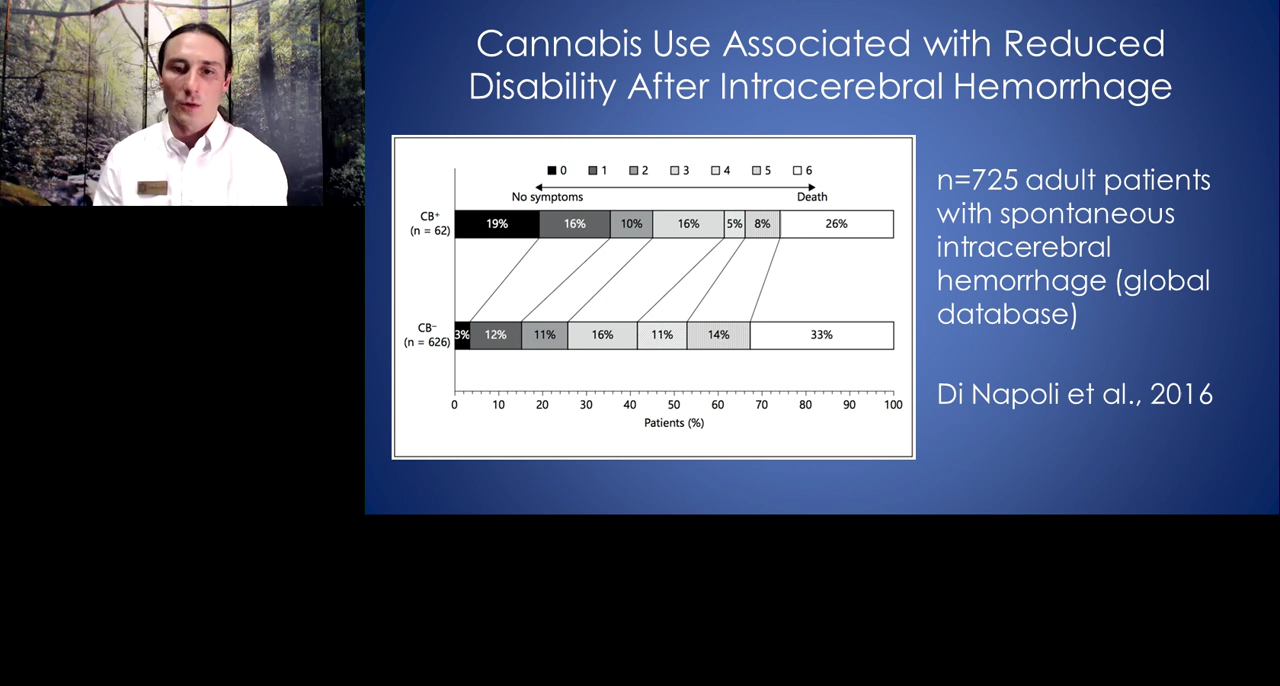 Cannabis Use Associated with Reduced
Disability After Intracerebral Hemorrhage
0 1 2 3 4 5 6
No symptoms Death
CB⁺
(n = 62)
19% 16% 10% 16% 5% 8% 26%
CB⁻
(n = 626)
3% 12% 11% 16% 11% 14% 33%
0 10 20 30 40 50 60 70 80 90 100
Patients (%)
n=725 adult patients
with spontaneous
intracerebral
hemorrhage (global
database)
Di Napoli et al., 2016